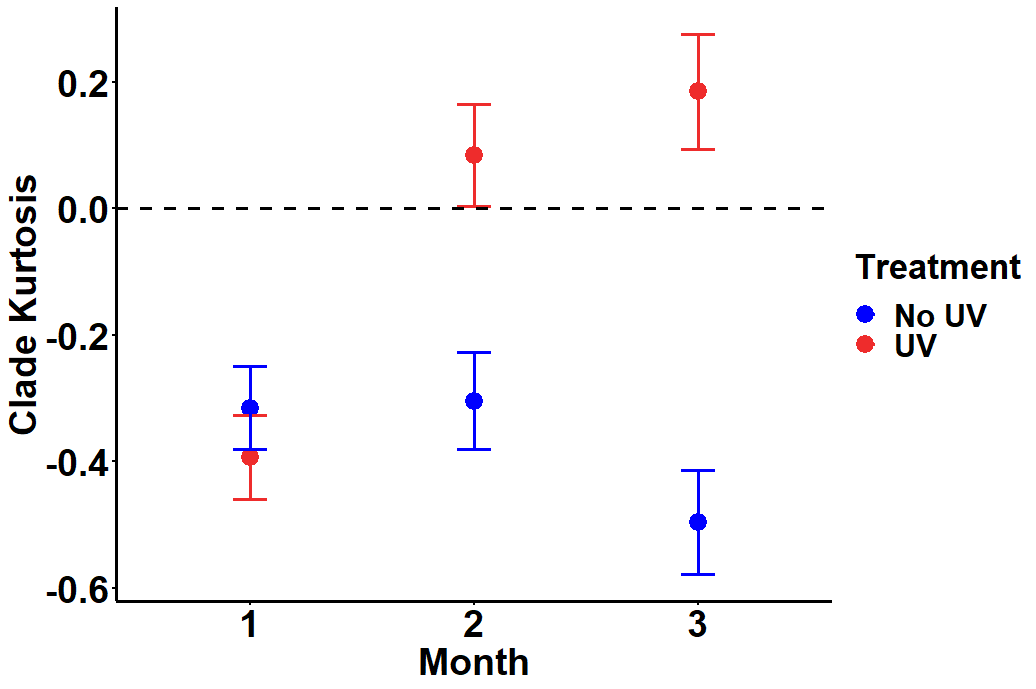 Clade Kurtosis
0.2
0.0
-0.2
-0.4
-0.6
1 2 3
Month
Treatment
No UV
UV